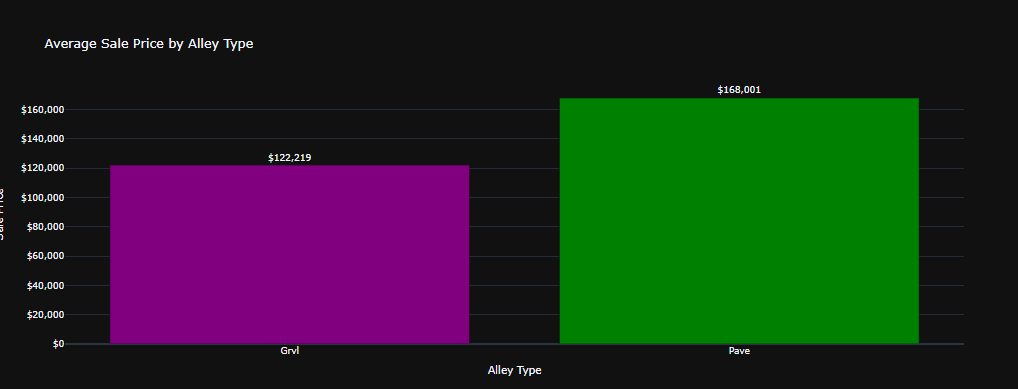 Average Sale Price by Alley Type
$168,001
$160,000
$140,000
$122,219
$120,000
$100,000
$80,000
$60,000
$40,000
$20,000
$0
Grvl
Pave
Alley Type